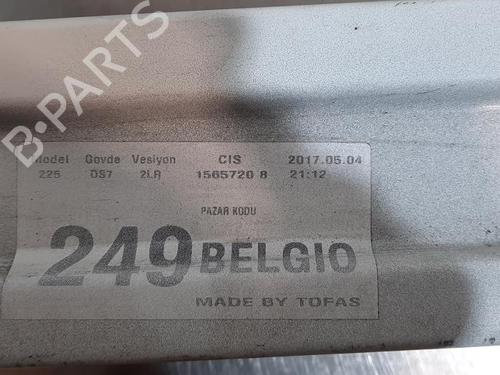 B-PARTS
Model Govde Vesiyon CIS 2017.05.04
225 DS7 2LR 1565720 8 21:12
PAZAR KODU
249 BELGIO
MADE BY TOFAS